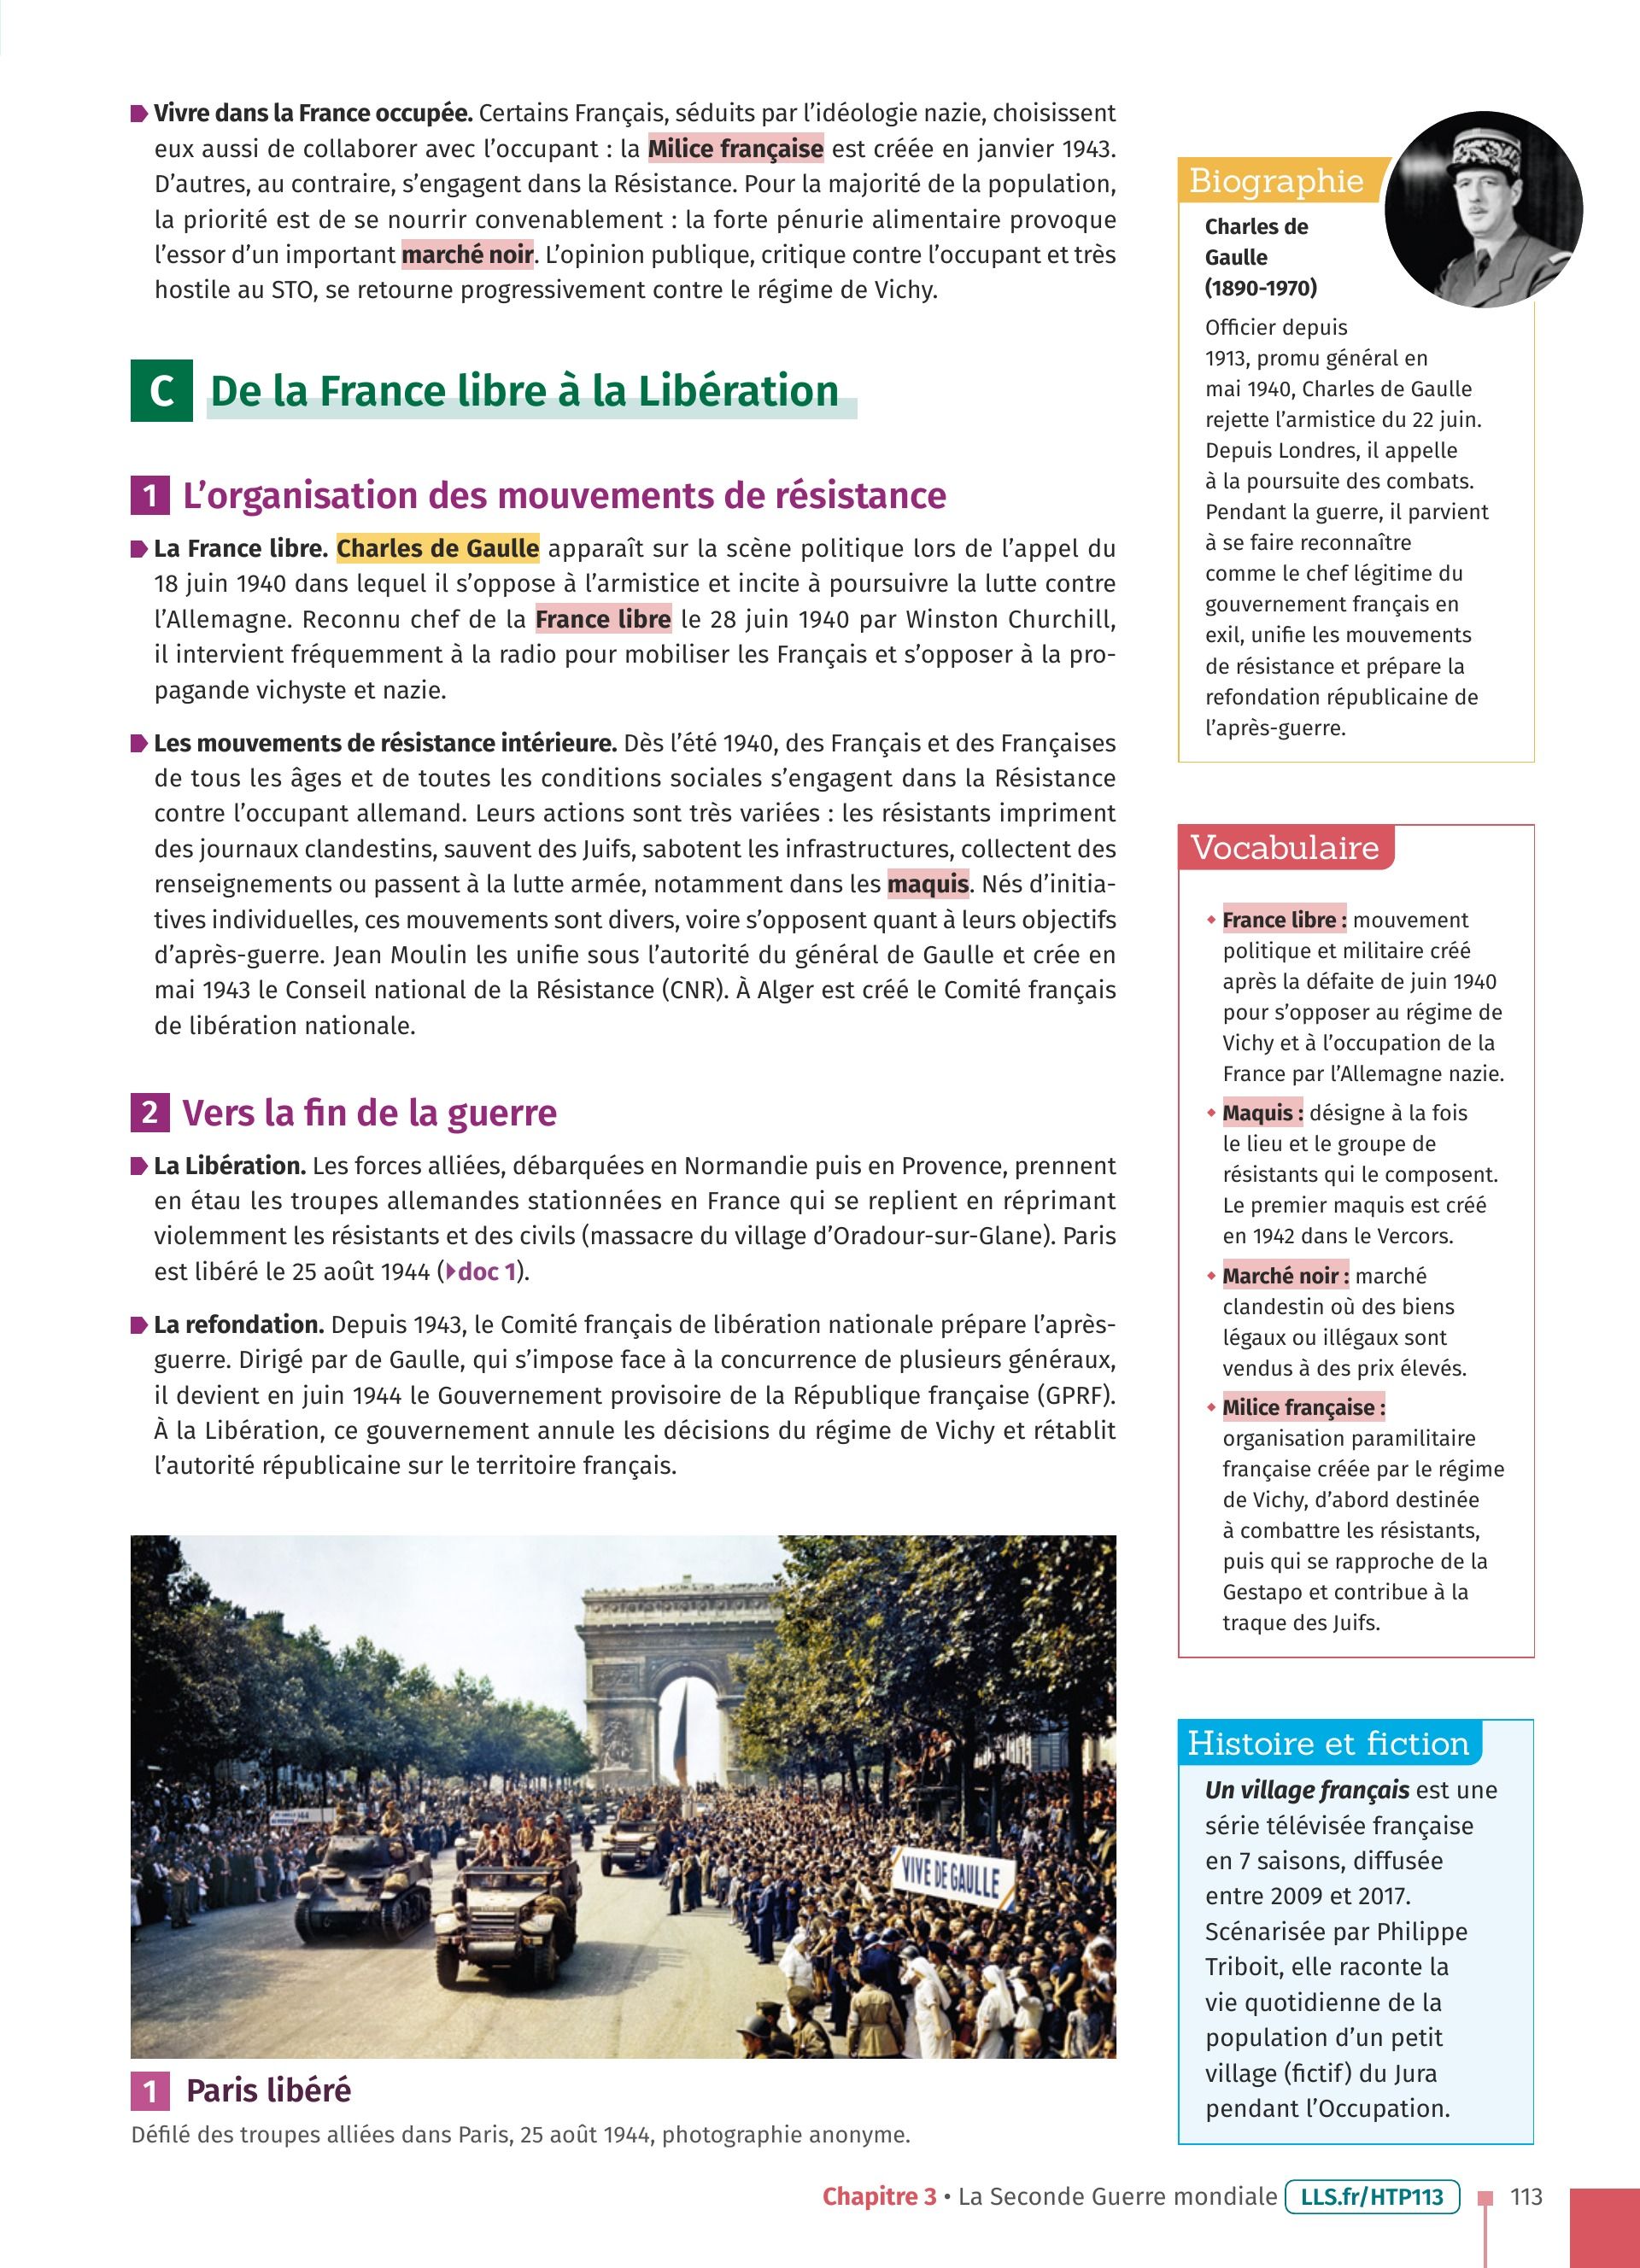 Vivre dans la France occupée. Certains Français, séduits par l'idéologie nazie, choisissent
eux aussi de collaborer avec l'occupant : la Milice française est créée en janvier 1943.
D'autres, au contraire, s'engagent dans la Résistance. Pour la majorité de la population,
la priorité est de se nourrir convenablement : la forte pénurie alimentaire provoque
l'essor d'un important marché noir. L'opinion publique, critique contre l'occupant et très
hostile au STO, se retourne progressivement contre le régime de Vichy.
C De la France libre à la Libération
1 L'organisation des mouvements de résistance
La France libre. Charles de Gaulle apparaît sur la scène politique lors de l'appel du
18 juin 1940 dans lequel il s'oppose à l'armistice et incite à poursuivre la lutte contre
l'Allemagne. Reconnu chef de la France libre le 28 juin 1940 par Winston Churchill,
il intervient fréquemment à la radio pour mobiliser les Français et s'opposer à la pro-
pagande vichyste et nazie.
Les mouvements de résistance intérieure. Dès l'été 1940, des Français et des Françaises
de tous les âges et de toutes les conditions sociales s'engagent dans la Résistance
contre l'occupant allemand. Leurs actions sont très variées : les résistants impriment
des journaux clandestins, sauvent des Juifs, sabotent les infrastructures, collectent des
renseignements ou passent à la lutte armée, notamment dans les maquis. Nés d'initia-
tives individuelles, ces mouvements sont divers, voire s'opposent quant à leurs objectifs
d'après-guerre. Jean Moulin les unifie sous l'autorité du général de Gaulle et crée en
mai 1943 le Conseil national de la Résistance (CNR). À Alger est créé le Comité français
de libération nationale.
2 Vers la fin de la guerre
La Libération. Les forces alliées, débarquées en Normandie puis en Provence, prennent
en étau les troupes allemandes stationnées en France qui se replient en réprimant
violemment les résistants et des civils (massacre du village d'Oradour-sur-Glane). Paris
est libéré le 25 août 1944 (doc 1).
La refondation. Depuis 1943, le Comité français de libération nationale prépare l'après-
guerre. Dirigé par de Gaulle, qui s'impose face à la concurrence de plusieurs généraux,
il devient en juin 1944 le Gouvernement provisoire de la République française (GPRF).
À la Libération, ce gouvernement annule les décisions du régime de Vichy et rétablit
l'autorité républicaine sur le territoire français.
VIVE DE GAULLE
1 Paris libéré
Défilé des troupes alliées dans Paris, 25 août 1944, photographie anonyme.
Biographie
Charles de
Gaulle
(1890-1970)
Officier depuis
1913, promu général en
mai 1940, Charles de Gaulle
rejette l'armistice du 22 juin.
Depuis Londres, il appelle
à la poursuite des combats.
Pendant la guerre, il parvient
à se faire reconnaître
comme le chef légitime du
gouvernement français en
exil, unifie les mouvements
de résistance et prépare la
refondation républicaine de
l'après-guerre.
Vocabulaire
France libre : mouvement
politique et militaire créé
après la défaite de juin 1940
pour s'opposer au régime de
Vichy et à l'occupation de la
France par l'Allemagne nazie.
Maquis : désigne à la fois
le lieu et le groupe de
résistants qui le composent.
Le premier maquis est créé
en 1942 dans le Vercors.
Marché noir : marché
clandestin où des biens
légaux ou illégaux sont
vendus à des prix élevés.
Milice française :
organisation paramilitaire
française créée par le régime
de Vichy, d'abord destinée
à combattre les résistants,
puis qui se rapproche de la
Gestapo et contribue à la
traque des Juifs.
Histoire et fiction
Un village français est une
série télévisée française
en 7 saisons, diffusée
entre 2009 et 2017.
Scénarisée par Philippe
Triboit, elle raconte la
vie quotidienne de la
population d'un petit
village (fictif) du Jura
pendant l'Occupation.
Chapitre 3 • La Seconde Guerre mondiale LLS.fr/HTP113 113